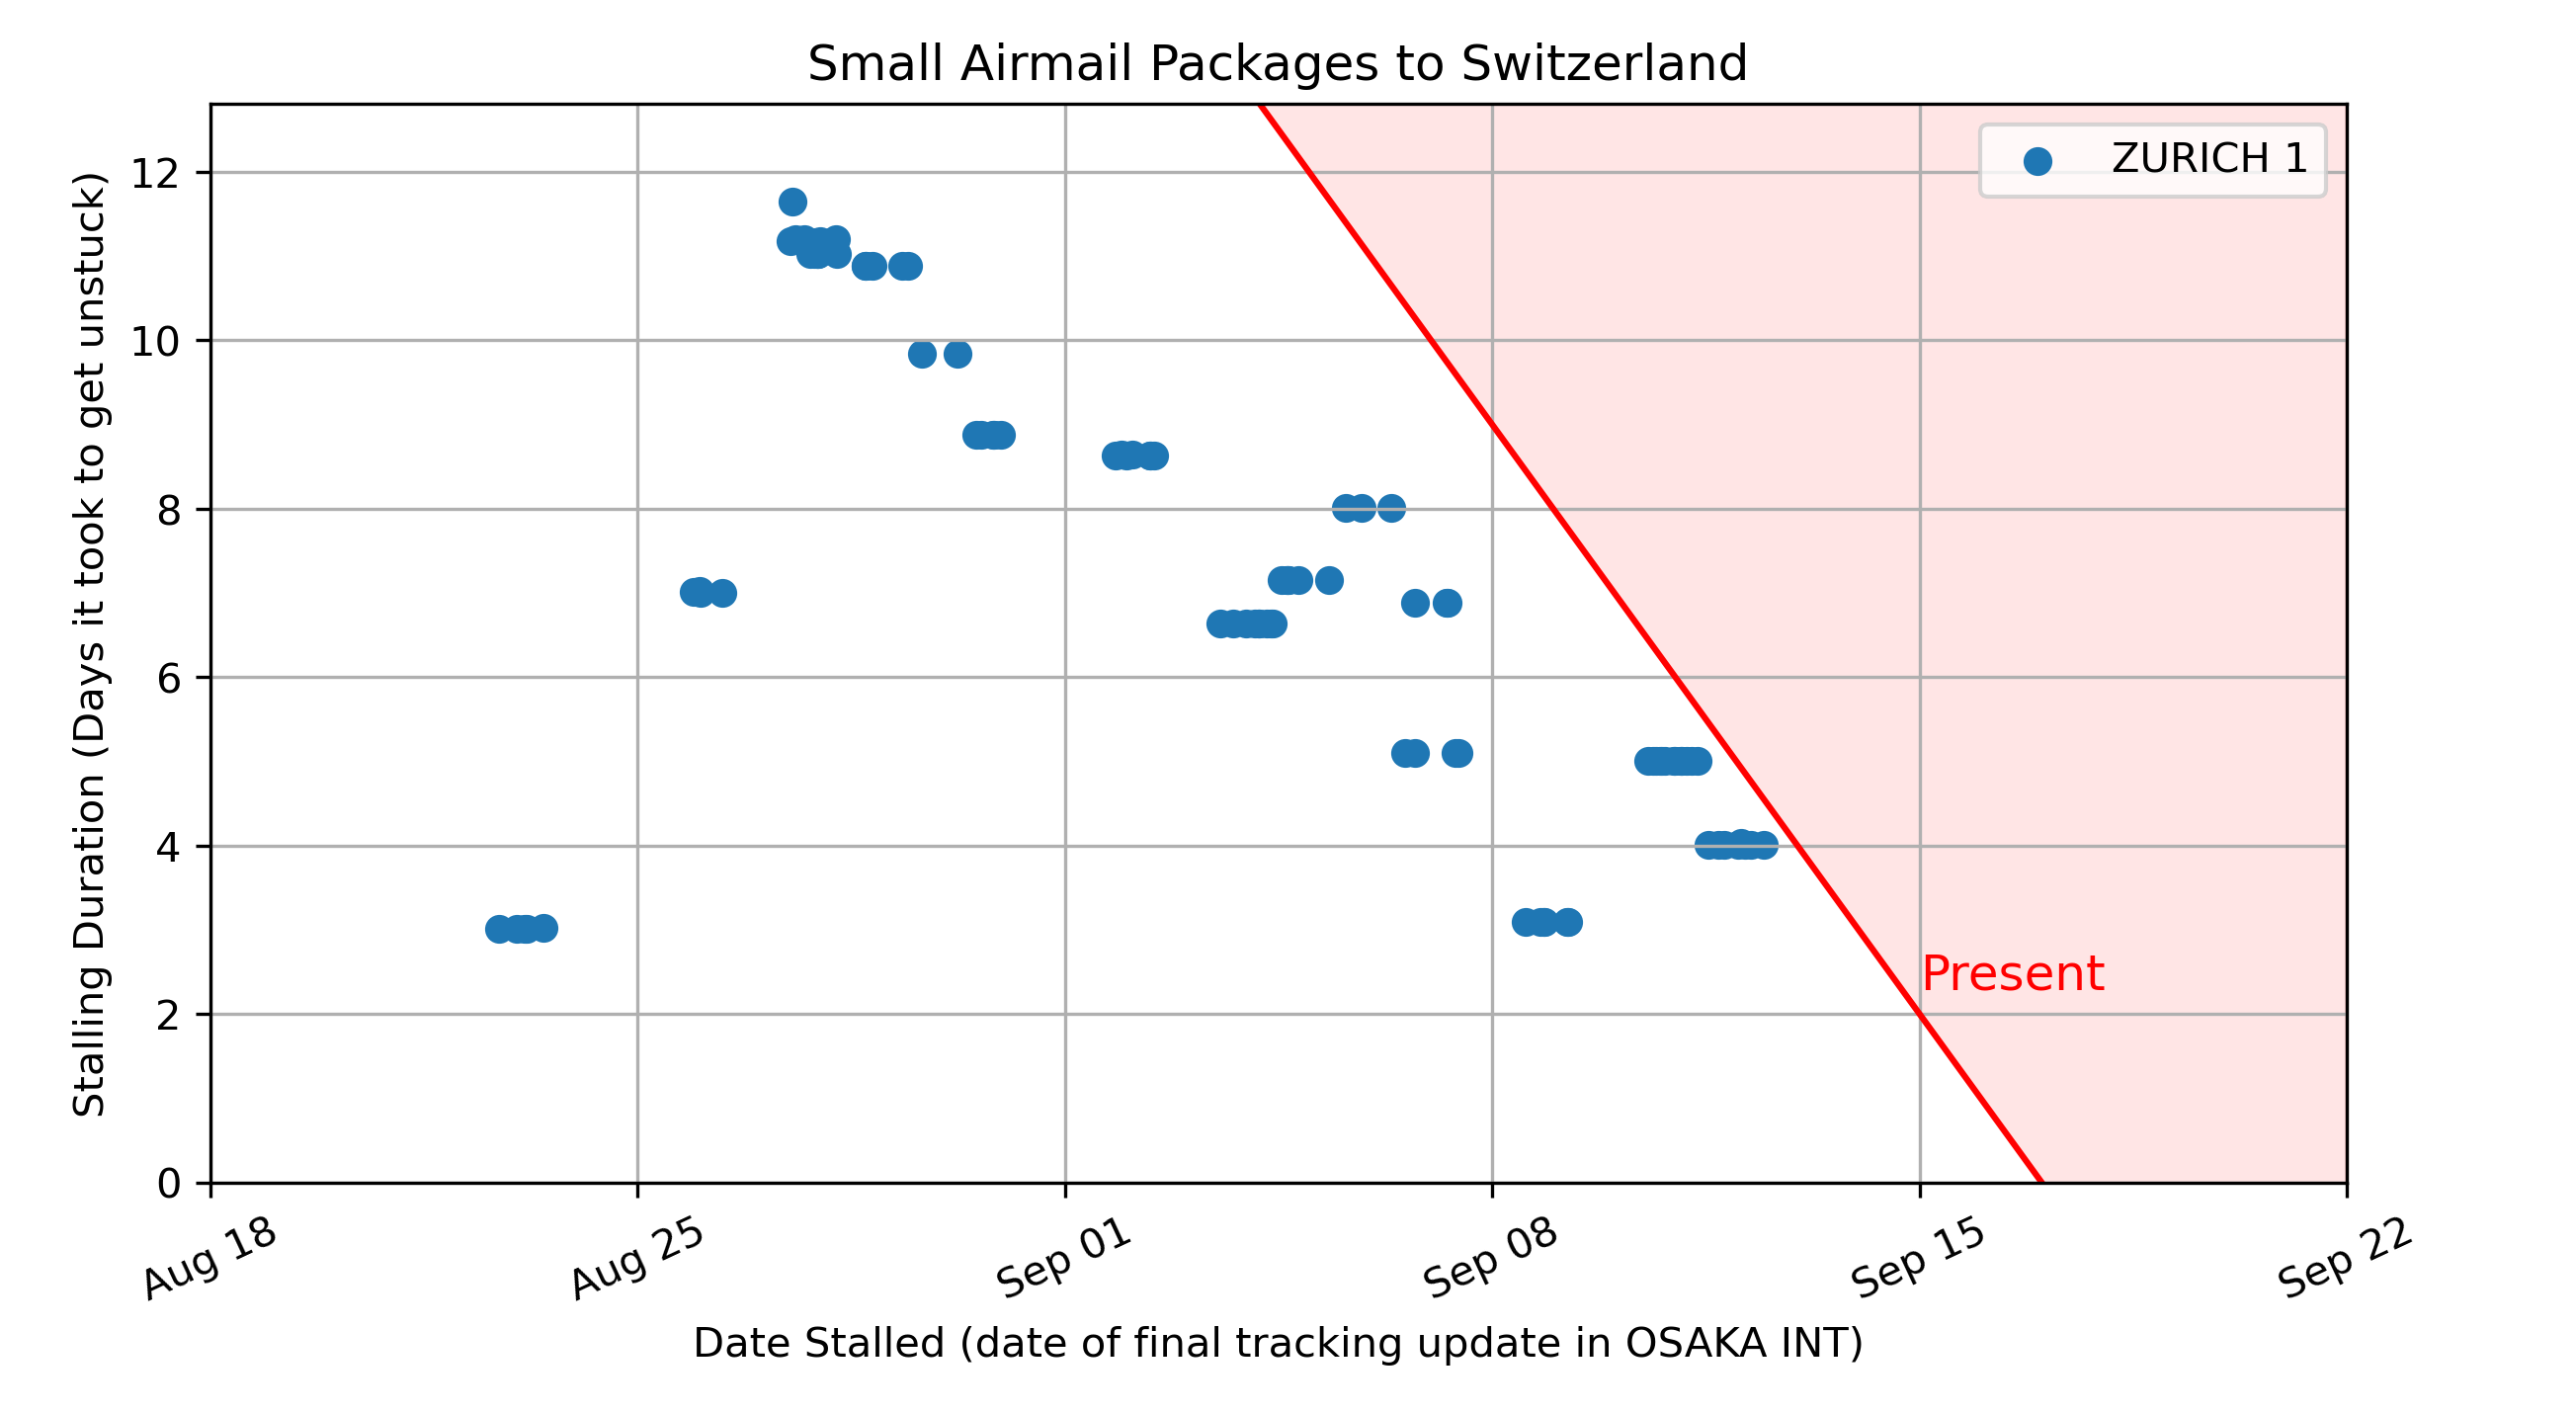 Small Airmail Packages to Switzerland
ZURICH 1
Stalling Duration (Days it took to get unstuck)
12
10
8
6
4
2
0
Present
Aug 18
Aug 25
Sep 01
Sep 08
Sep 15
Sep 22
Date Stalled (date of final tracking update in OSAKA INT)